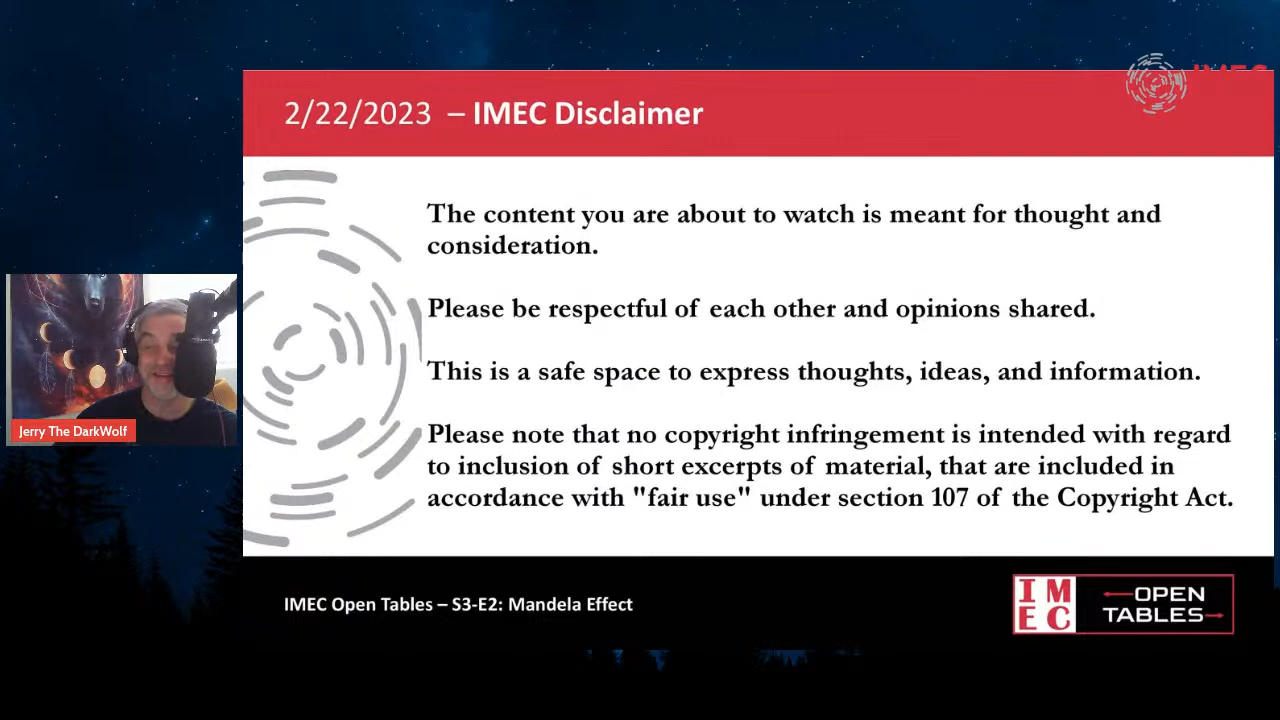 IMEC
2/22/2023 – IMEC Disclaimer
The content you are about to watch is meant for thought and
consideration.
Please be respectful of each other and opinions shared.
This is a safe space to express thoughts, ideas, and information.
Please note that no copyright infringement is intended with regard
to inclusion of short excerpts of material, that are included in
accordance with "fair use" under section 107 of the Copyright Act.
Jerry The DarkWolf
IMEC Open Tables – S3-E2: Mandela Effect
IM
EC
OPEN
TABLES